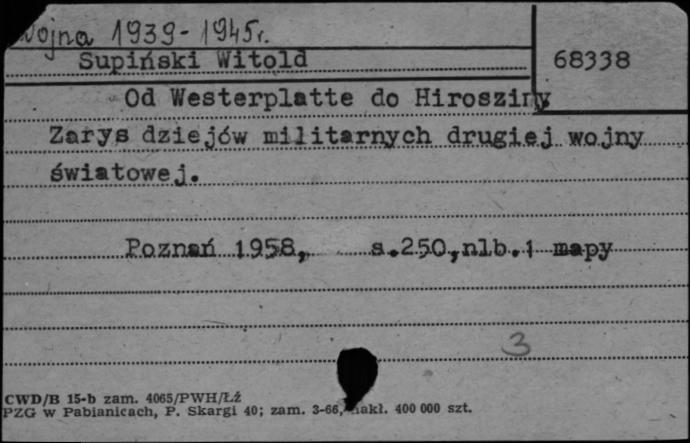 Wojna 1939-1945r.
Supiński Witold
68338
Od Westerplatte do Hirosziny
Zarys dziejów militarnych drugiej wojny
światowej.
Poznań 1958, s.250,nlb.1 mapy
3
CWD/B 15-b zam. 4065/PWH/Łź
PZG w Pabianicach, P. Skargi 40; zam. 3-66, nakł. 400 000 szt.